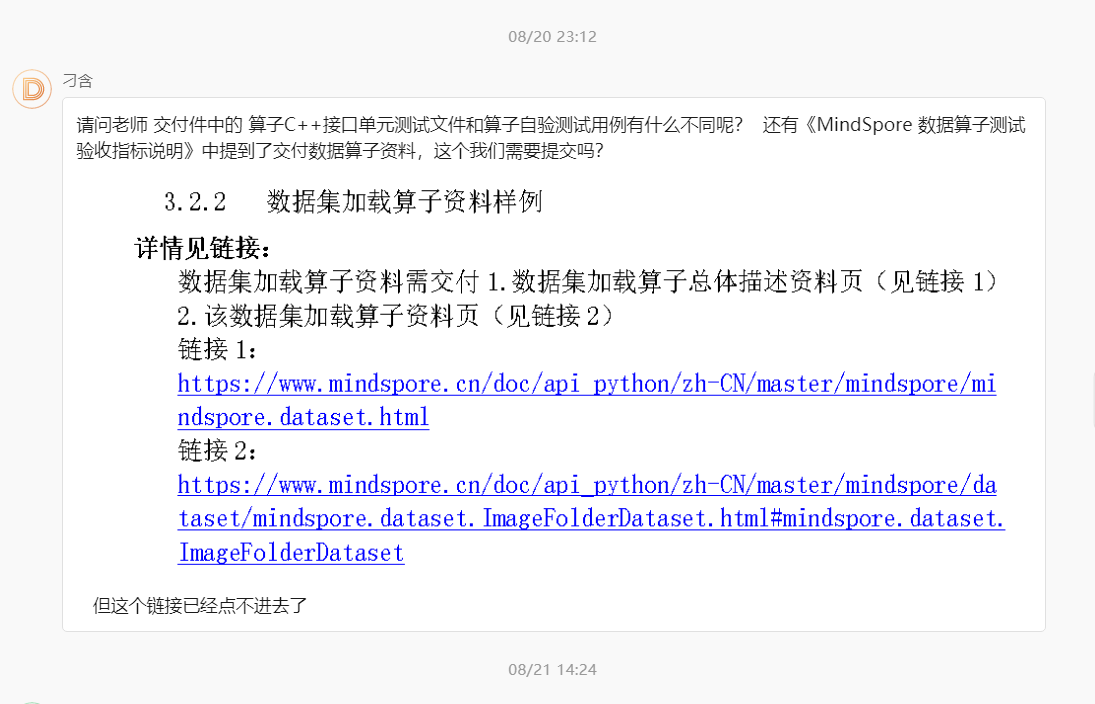 08/20 23:12
刁含
请问老师 交付件中的 算子C++接口单元测试文件和算子自验测试用例有什么不同呢？ 还有《MindSpore 数据算子测试
验收指标说明》中提到了交付数据算子资料，这个我们需要提交吗？
3.2.2 数据集加载算子资料样例
详情见链接：
数据集加载算子资料需交付 1.数据集加载算子总体描述资料页（见链接 1）
2.该数据集加载算子资料页（见链接 2）
链接 1：
https://www.mindspore.cn/doc/api_python/zh-CN/master/mindspore/mi
ndspore.dataset.html
链接 2：
https://www.mindspore.cn/doc/api_python/zh-CN/master/mindspore/da
taset/mindspore.dataset.ImageFolderDataset.html#mindspore.dataset.
ImageFolderDataset
但这个链接已经点不进去了
08/21 14:24